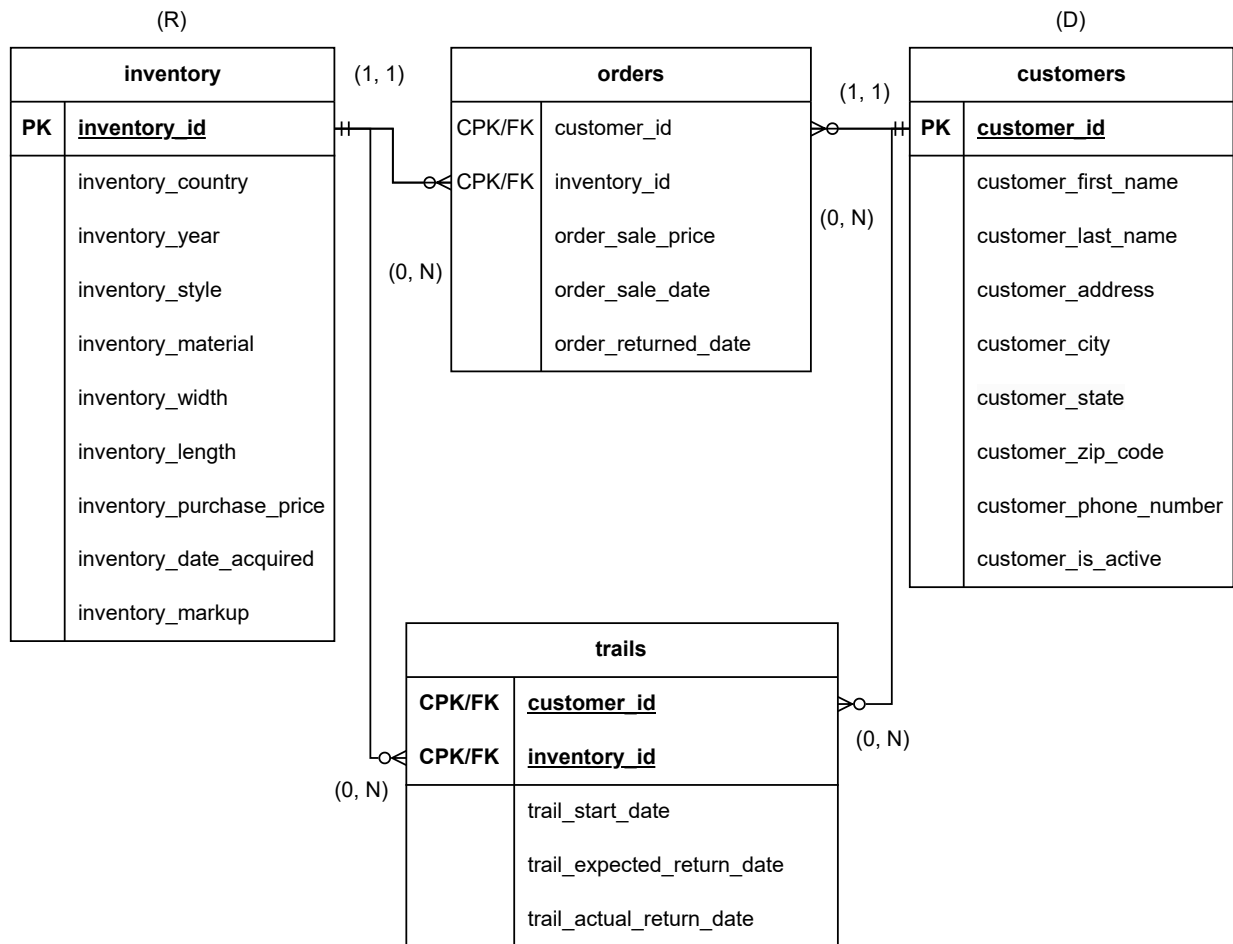 (R)
(D)
inventory
(1, 1)
PK inventory_id
inventory_country
inventory_year
inventory_style
inventory_material
inventory_width
inventory_length
inventory_purchase_price
inventory_date_acquired
inventory_markup
orders
CPK/FK customer_id
CPK/FK inventory_id
order_sale_price
order_sale_date
order_returned_date
(0, N)
(1, 1)
(0, N)
customers
PK customer_id
customer_first_name
customer_last_name
customer_address
customer_city
customer_state
customer_zip_code
customer_phone_number
customer_is_active
trails
CPK/FK customer_id
CPK/FK inventory_id
trail_start_date
trail_expected_return_date
trail_actual_return_date
(0, N)
(0, N)